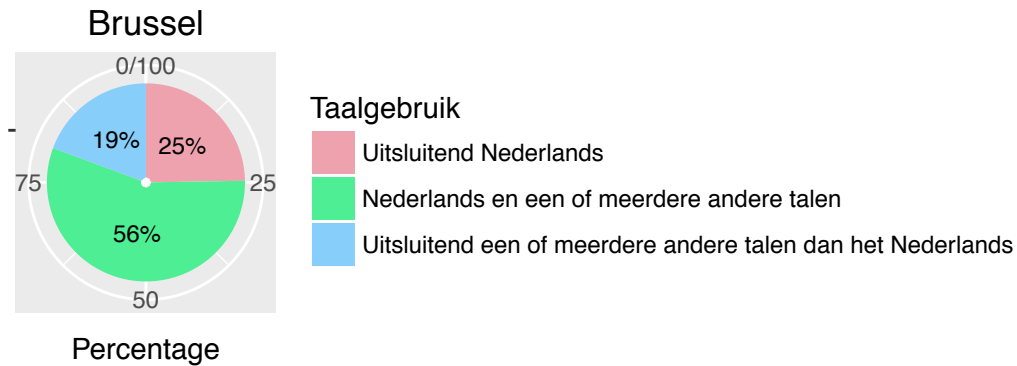 Brussel
0/100
19%
25%
75
25
56%
50
Percentage
Taalgebruik
Uitsluitend Nederlands
Nederlands en een of meerdere andere talen
Uitsluitend een of meerdere andere talen dan het Nederlands